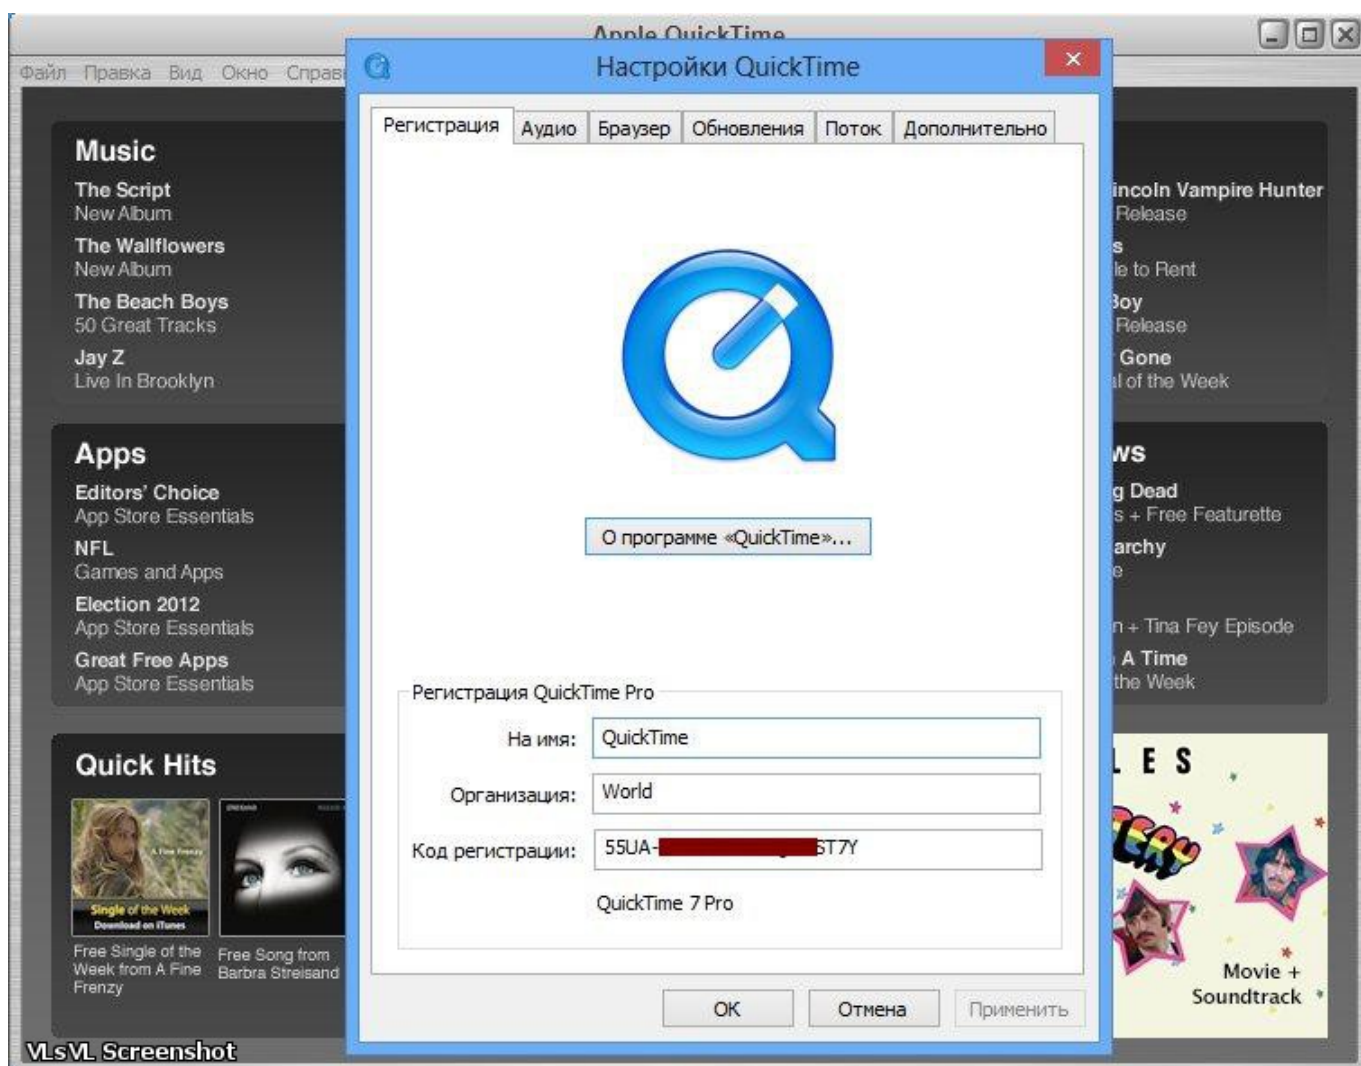 Apple QuickTime
Файл Правка Вид Окно Справ
Настройки QuickTime
Регистрация Аудио Браузер Обновления Поток Дополнительно
Music
The Script
New Album
The Wallflowers
New Album
The Beach Boys
50 Great Tracks
Jay Z
Live In Brooklyn
Apps
Editors' Choice
App Store Essentials
NFL
Games and Apps
Election 2012
App Store Essentials
Great Free Apps
App Store Essentials
Quick Hits
Single of the Week
Download on iTunes
Free Single of the
Week from A Fine
Frenzy
Free Song from
Barbra Streisand
О программе «QuickTime»...
Регистрация QuickTime Pro
На имя: QuickTime
Организация: World
Код регистрации: 55UA- ST7Y
QuickTime 7 Pro
OK Отмена Применить
incoln Vampire Hunter
Release
s
le to Rent
Boy
Release
Gone
al of the Week
ws
g Dead
s + Free Featurette
archy
e
n + Tina Fey Episode
A Time
the Week
L E S
TERY
Movie +
Soundtrack
VLsVL Screenshot